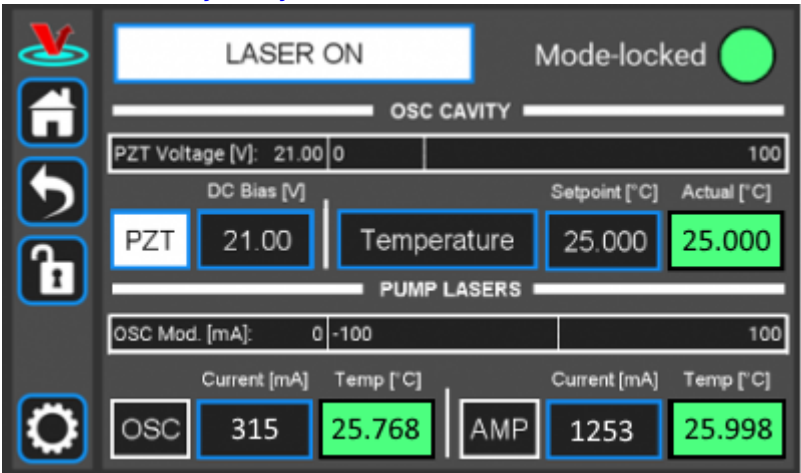 LASER ON Mode-locked
OSC CAVITY
PZT Voltage [V]: 21.00 0 100
DC Bias [V] Setpoint [°C] Actual [°C]
PZT 21.00 Temperature 25.000 25.000
PUMP LASERS
OSC Mod. [mA]: 0 -100 100
Current [mA] Temp [°C] Current [mA] Temp [°C]
OSC 315 25.768 AMP 1253 25.998